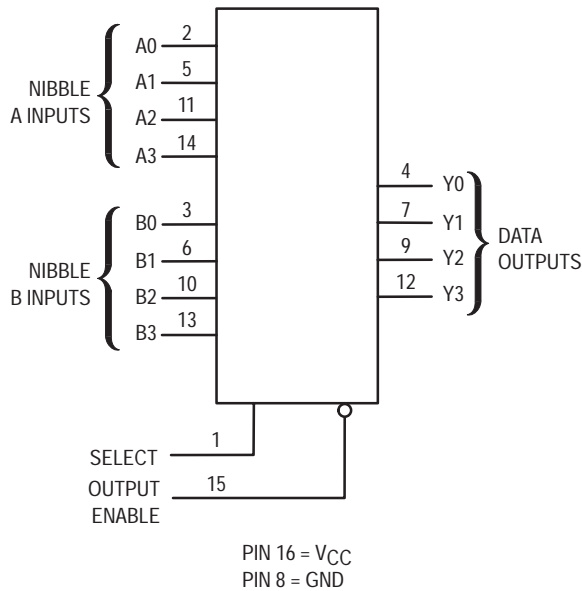 NIBBLE
A INPUTS
A0 2
A1 5
A2 11
A3 14
NIBBLE
B INPUTS
B0 3
B1 6
B2 10
B3 13
4 Y0
7 Y1
9 Y2
12 Y3
DATA
OUTPUTS
SELECT 1
OUTPUT
ENABLE 15
PIN 16 = VCC
PIN 8 = GND